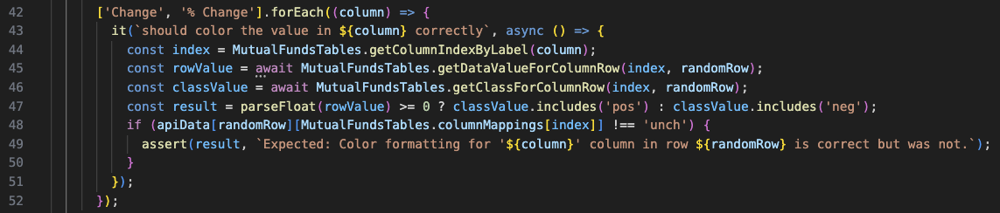 42 ['Change', '% Change'].forEach((column) => {
43 it(`should color the value in ${column} correctly`, async () => {
44 const index = MutualFundsTables.getColumnIndexByLabel(column);
45 const rowValue = await MutualFundsTables.getDataValueForColumnRow(index, randomRow);
46 const classValue = await MutualFundsTables.getClassForColumnRow(index, randomRow);
47 const result = parseFloat(rowValue) >= 0 ? classValue.includes('pos') : classValue.includes('neg');
48 if (apiData[randomRow][MutualFundsTables.columnMappings[index]] !== 'unch') {
49 assert(result, `Expected: Color formatting for '${column}' column in row ${randomRow} is correct but was not.`);
50 }
51 });
52 });